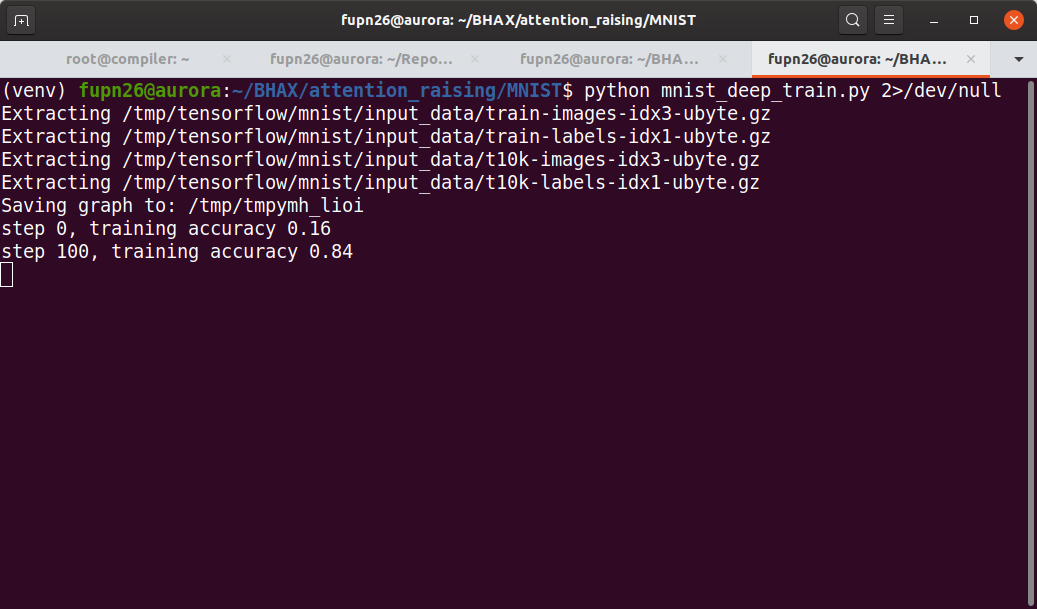 fupn26@aurora: ~/BHAX/attention_raising/MNIST
root@compiler: ~
fupn26@aurora: ~/Repo...
fupn26@aurora: ~/BHA...
fupn26@aurora: ~/BHA...
(venv) fupn26@aurora:~/BHAX/attention_raising/MNIST$ python mnist_deep_train.py 2>/dev/null
Extracting /tmp/tensorflow/mnist/input_data/train-images-idx3-ubyte.gz
Extracting /tmp/tensorflow/mnist/input_data/train-labels-idx1-ubyte.gz
Extracting /tmp/tensorflow/mnist/input_data/t10k-images-idx3-ubyte.gz
Extracting /tmp/tensorflow/mnist/input_data/t10k-labels-idx1-ubyte.gz
Saving graph to: /tmp/tmpymh_lioi
step 0, training accuracy 0.16
step 100, training accuracy 0.84